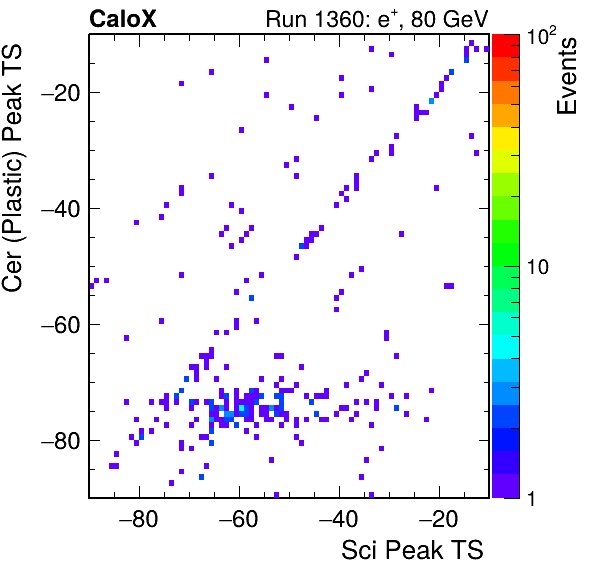 CaloX Run 1360: e+, 80 GeV
Cer (Plastic) Peak TS
−20
−40
−60
−80
−80 −60 −40 −20
Sci Peak TS
10²
10
1
Events